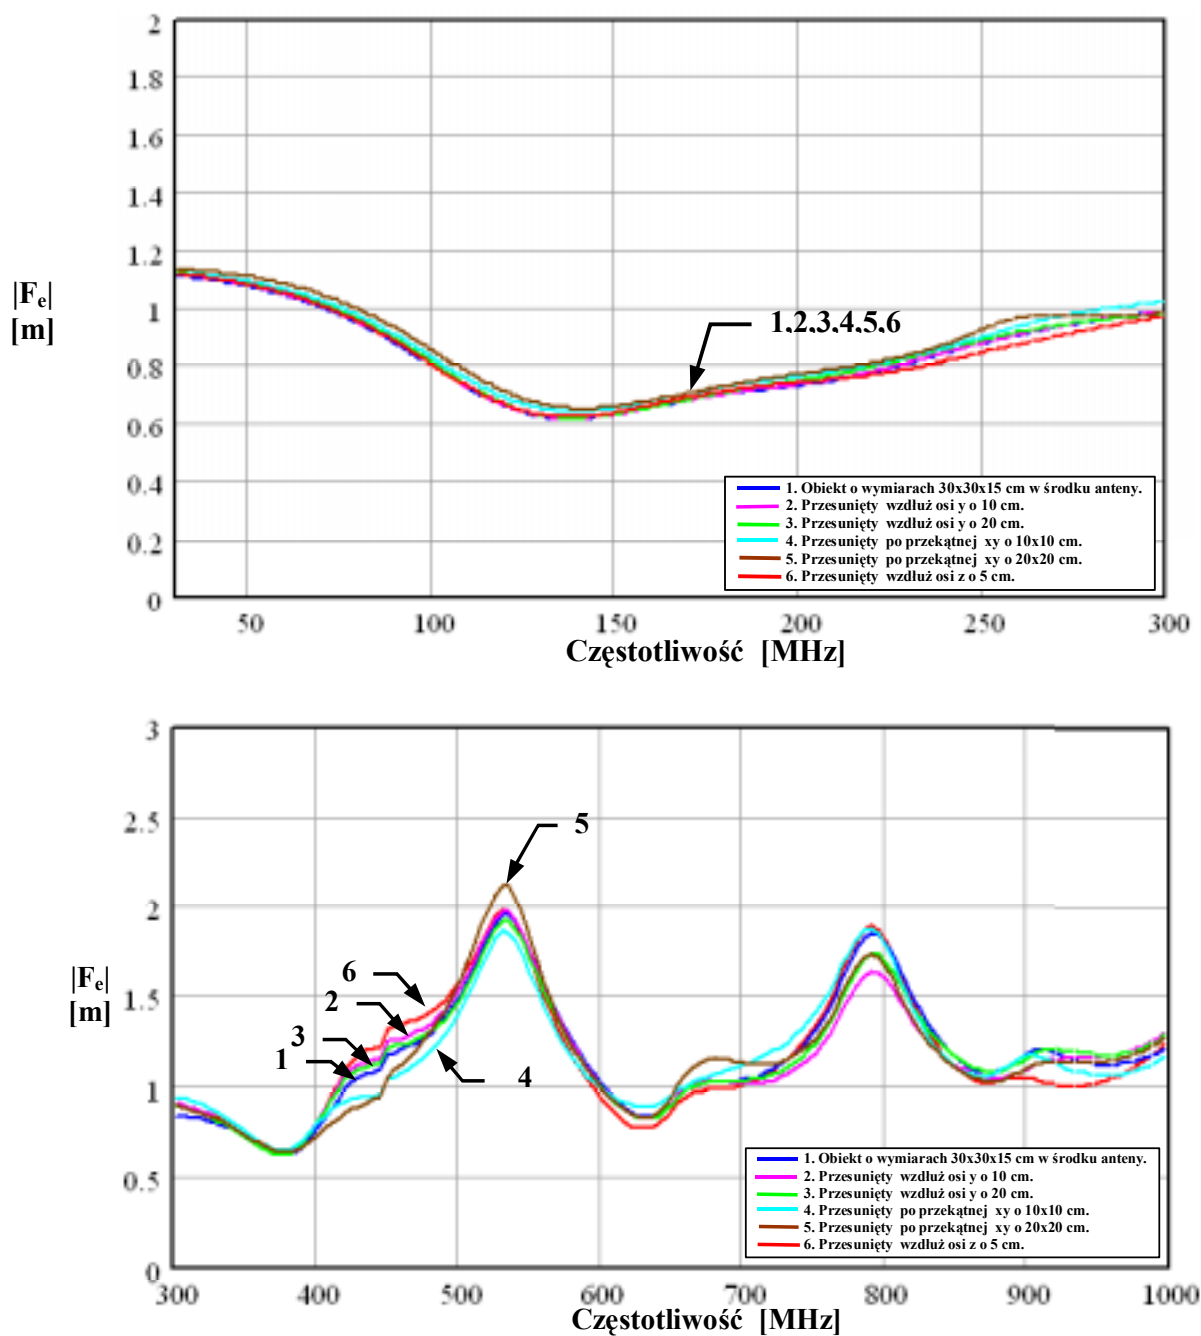 2
1.8
1.6
1.4
1.2
1
0.8
0.6
0.4
0.2
0
|Fe|
[m]
1,2,3,4,5,6
1. Obiekt o wymiarach 30x30x15 cm w środku anteny.
2. Przesunięty wzdłuż osi y o 10 cm.
3. Przesunięty wzdłuż osi y o 20 cm.
4. Przesunięty po przekątnej xy o 10x10 cm.
5. Przesunięty po przekątnej xy o 20x20 cm.
6. Przesunięty wzdłuż osi z o 5 cm.
50 100 150 200 250 300
Częstotliwość [MHz]
3
2.5
2
1.5
1
0.5
0
|Fe|
[m]
5
6
2
3
1
4
1. Obiekt o wymiarach 30x30x15 cm w środku anteny.
2. Przesunięty wzdłuż osi y o 10 cm.
3. Przesunięty wzdłuż osi y o 20 cm.
4. Przesunięty po przekątnej xy o 10x10 cm.
5. Przesunięty po przekątnej xy o 20x20 cm.
6. Przesunięty wzdłuż osi z o 5 cm.
300 400 500 600 700 800 900 1000
Częstotliwość [MHz]